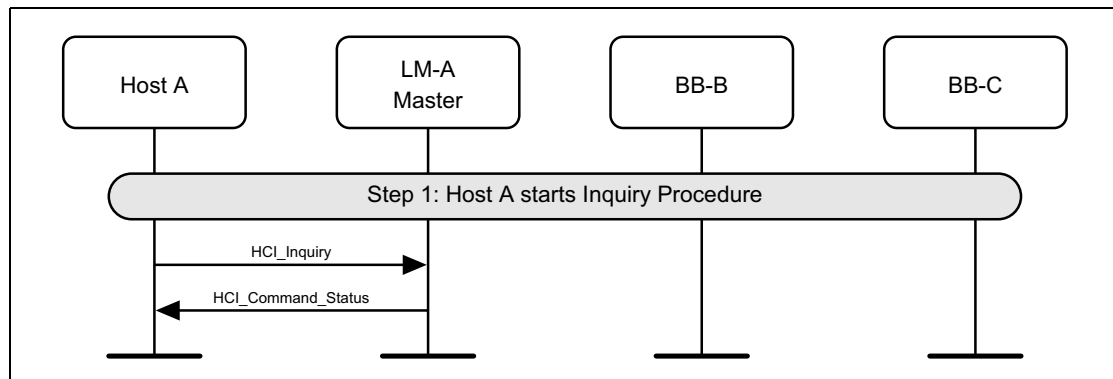 Host A
LM-A
Master
BB-B
BB-C
Step 1: Host A starts Inquiry Procedure
HCI_Inquiry
HCI_Command_Status